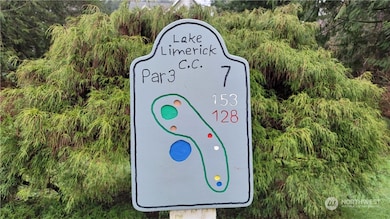 Lake
Limerick
C.C.
Par 3 7
153
128
NORTHWEST